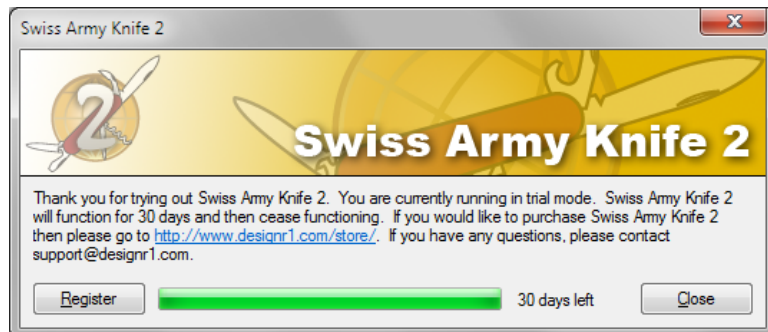 Swiss Army Knife 2
2
Swiss Army Knife 2
Thank you for trying out Swiss Army Knife 2. You are currently running in trial mode. Swiss Army Knife 2
will function for 30 days and then cease functioning. If you would like to purchase Swiss Army Knife 2
then please go to http://www.designr1.com/store/. If you have any questions, please contact
support@designr1.com.
Register 30 days left Close